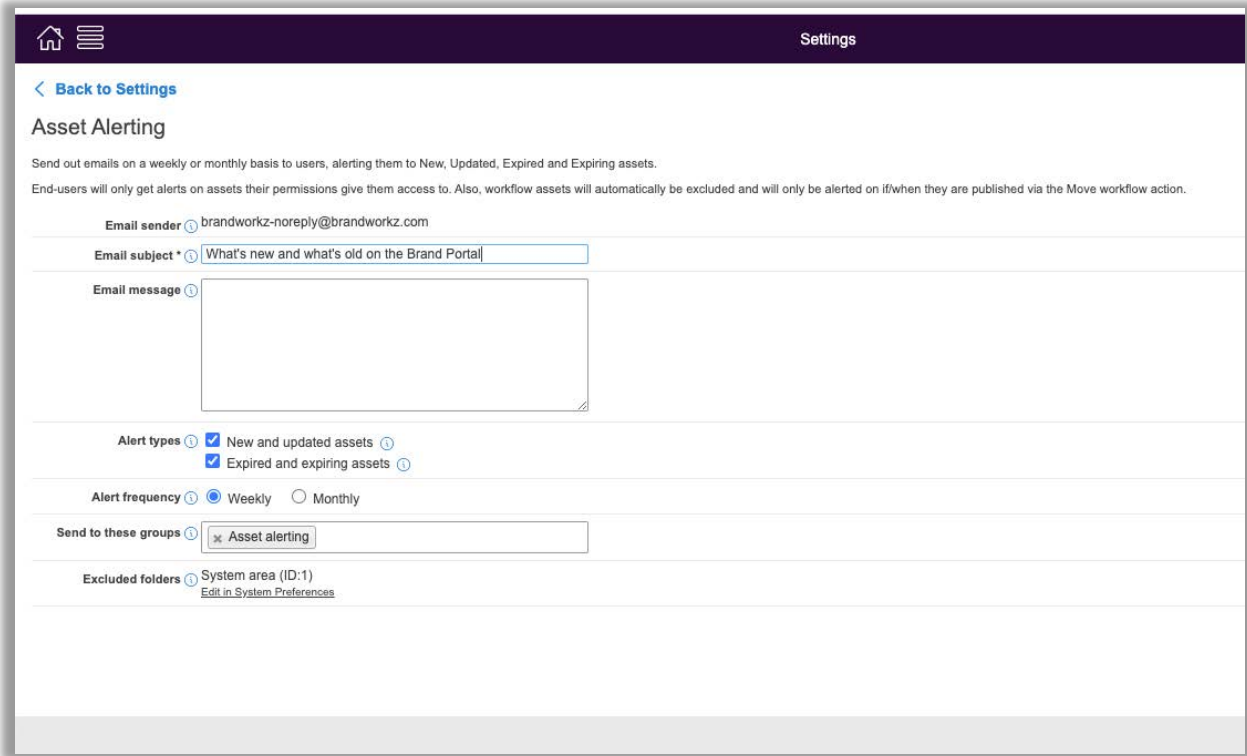 Settings
Back to Settings
Asset Alerting
Send out emails on a weekly or monthly basis to users, alerting them to New, Updated, Expired and Expiring assets.
End-users will only get alerts on assets their permissions give them access to. Also, workflow assets will automatically be excluded and will only be alerted on if/when they are published via the Move workflow action.
Email sender brandworkz-noreply@brandworkz.com
Email subject * What's new and what's old on the Brand Portal
Email message
Alert types New and updated assets
Expired and expiring assets
Alert frequency Weekly Monthly
Send to these groups Asset alerting
Excluded folders System area (ID:1)
Edit in System Preferences